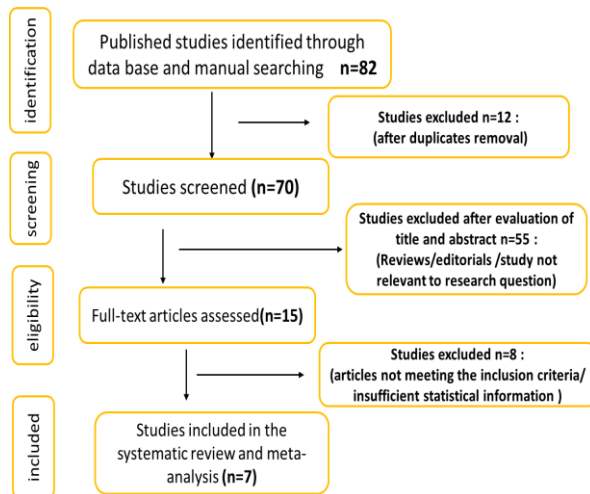 identification
Published studies identified through
data base and manual searching n=82
Studies excluded n=12 :
(after duplicates removal)
screening
Studies screened (n=70)
Studies excluded after evaluation of
title and abstract n=55 :
(Reviews/editorials /study not
relevant to research question)
eligibility
Full-text articles assessed(n=15)
Studies excluded n=8 :
(articles not meeting the inclusion criteria/
insufficient statistical information )
included
Studies included in the
systematic review and meta-
analysis (n=7)